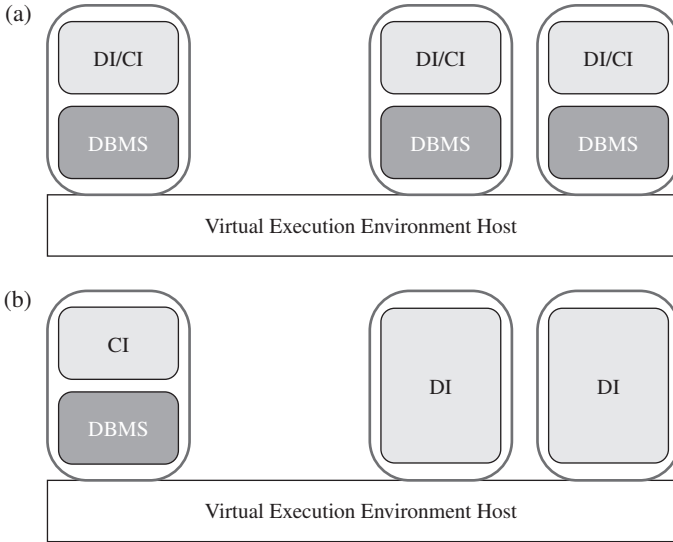 (a)
DI/CI
DI/CI
DI/CI
DBMS
DBMS
DBMS
Virtual Execution Environment Host
(b)
CI
DI
DI
DBMS
Virtual Execution Environment Host